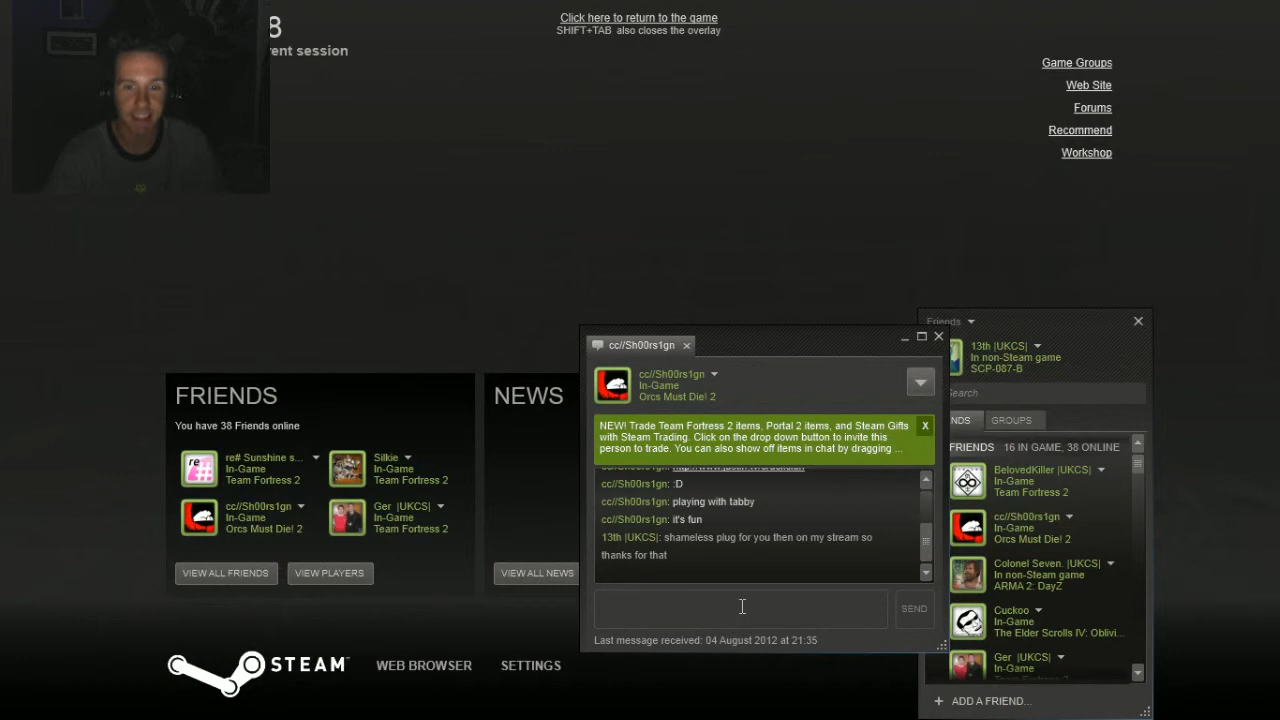 8
Click here to return to the game
SHIFT+TAB also closes the overlay
rent session
Game Groups
Web Site
Forums
Recommend
Workshop
Friends
13th |UKCS|
In non-Steam game
SCP-087-B
Search
NDS
GROUPS
FRIENDS 16 IN GAME, 38 ONLINE
BelovedKiller |UKCS|
In-Game
Team Fortress 2
cc//Sh00rs1gn
In-Game
Orcs Must Die! 2
Colonel Seven. |UKCS|
In non-Steam game
ARMA 2: DayZ
Cuckoo
In-Game
The Elder Scrolls IV: Oblivi...
Ger |UKCS|
In-Game
+ ADD A FRIEND...
cc//Sh00rs1gn
cc//Sh00rs1gn
In-Game
Orcs Must Die! 2
NEW! Trade Team Fortress 2 items, Portal 2 items, and Steam Gifts
with Steam Trading. Click on the drop down button to invite this
person to trade. You can also show off items in chat by dragging ...
X
cc//Sh00rs1gn: :D
cc//Sh00rs1gn: playing with tabby
cc//Sh00rs1gn: it's fun
13th |UKCS|: shameless plug for you then on my stream so
thanks for that
SEND
Last message received: 04 August 2012 at 21:35
FRIENDS
You have 38 Friends online
re# Sunshine s...
In-Game
Team Fortress 2
Silkie
In-Game
Team Fortress 2
cc//Sh00rs1gn
In-Game
Orcs Must Die! 2
Ger |UKCS|
In-Game
Team Fortress 2
VIEW ALL FRIENDS
VIEW PLAYERS
NEWS
VIEW ALL NEWS
STEAM
WEB BROWSER
SETTINGS